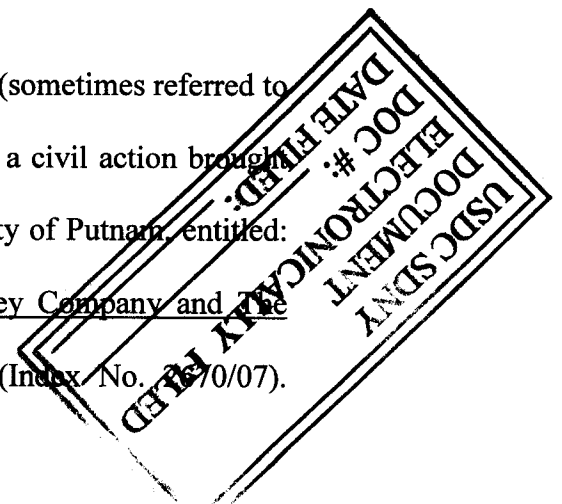 (sometimes referred to
a civil action brought
ty of Putnam, entitled:
ey Company and The
(Index No. /07).
USDC SDNY
DOCUMENT
ELECTRONICALLY FILED
DOC #:
DATE FILED: